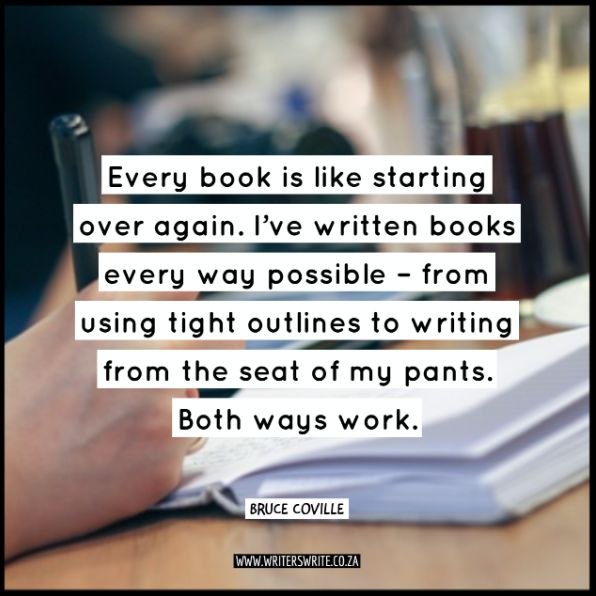 Every book is like starting
over again. I've written books
every way possible – from
using tight outlines to writing
from the seat of my pants.
Both ways work.
BRUCE COVILLE
WWW.WRITERSWRITE.CO.ZA